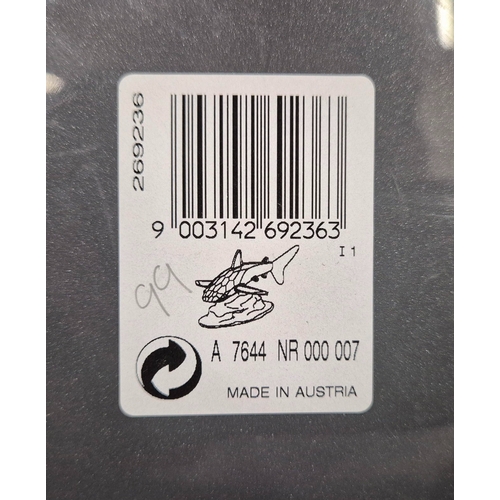 269236
9 003142 692363
I 1
99
A 7644 NR 000 007
MADE IN AUSTRIA